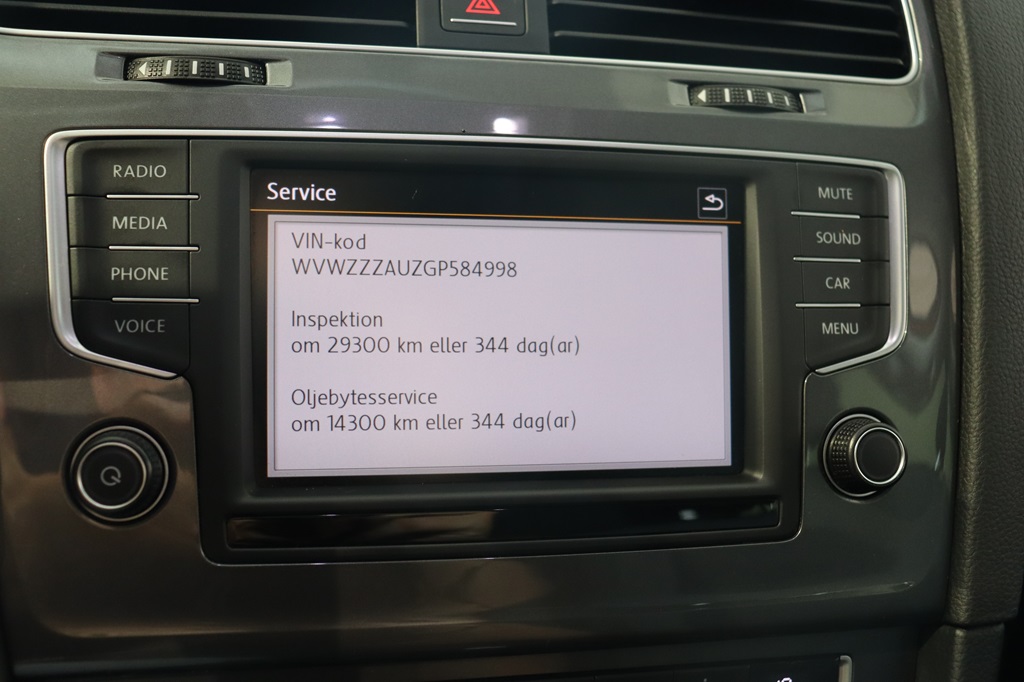 RADIO
MEDIA
PHONE
VOICE
Service
VIN-kod
WVWZZZAUZGP584998
Inspektion
om 29300 km eller 344 dag(ar)
Oljebytesservice
om 14300 km eller 344 dag(ar)
MUTE
SOUND
CAR
MENU